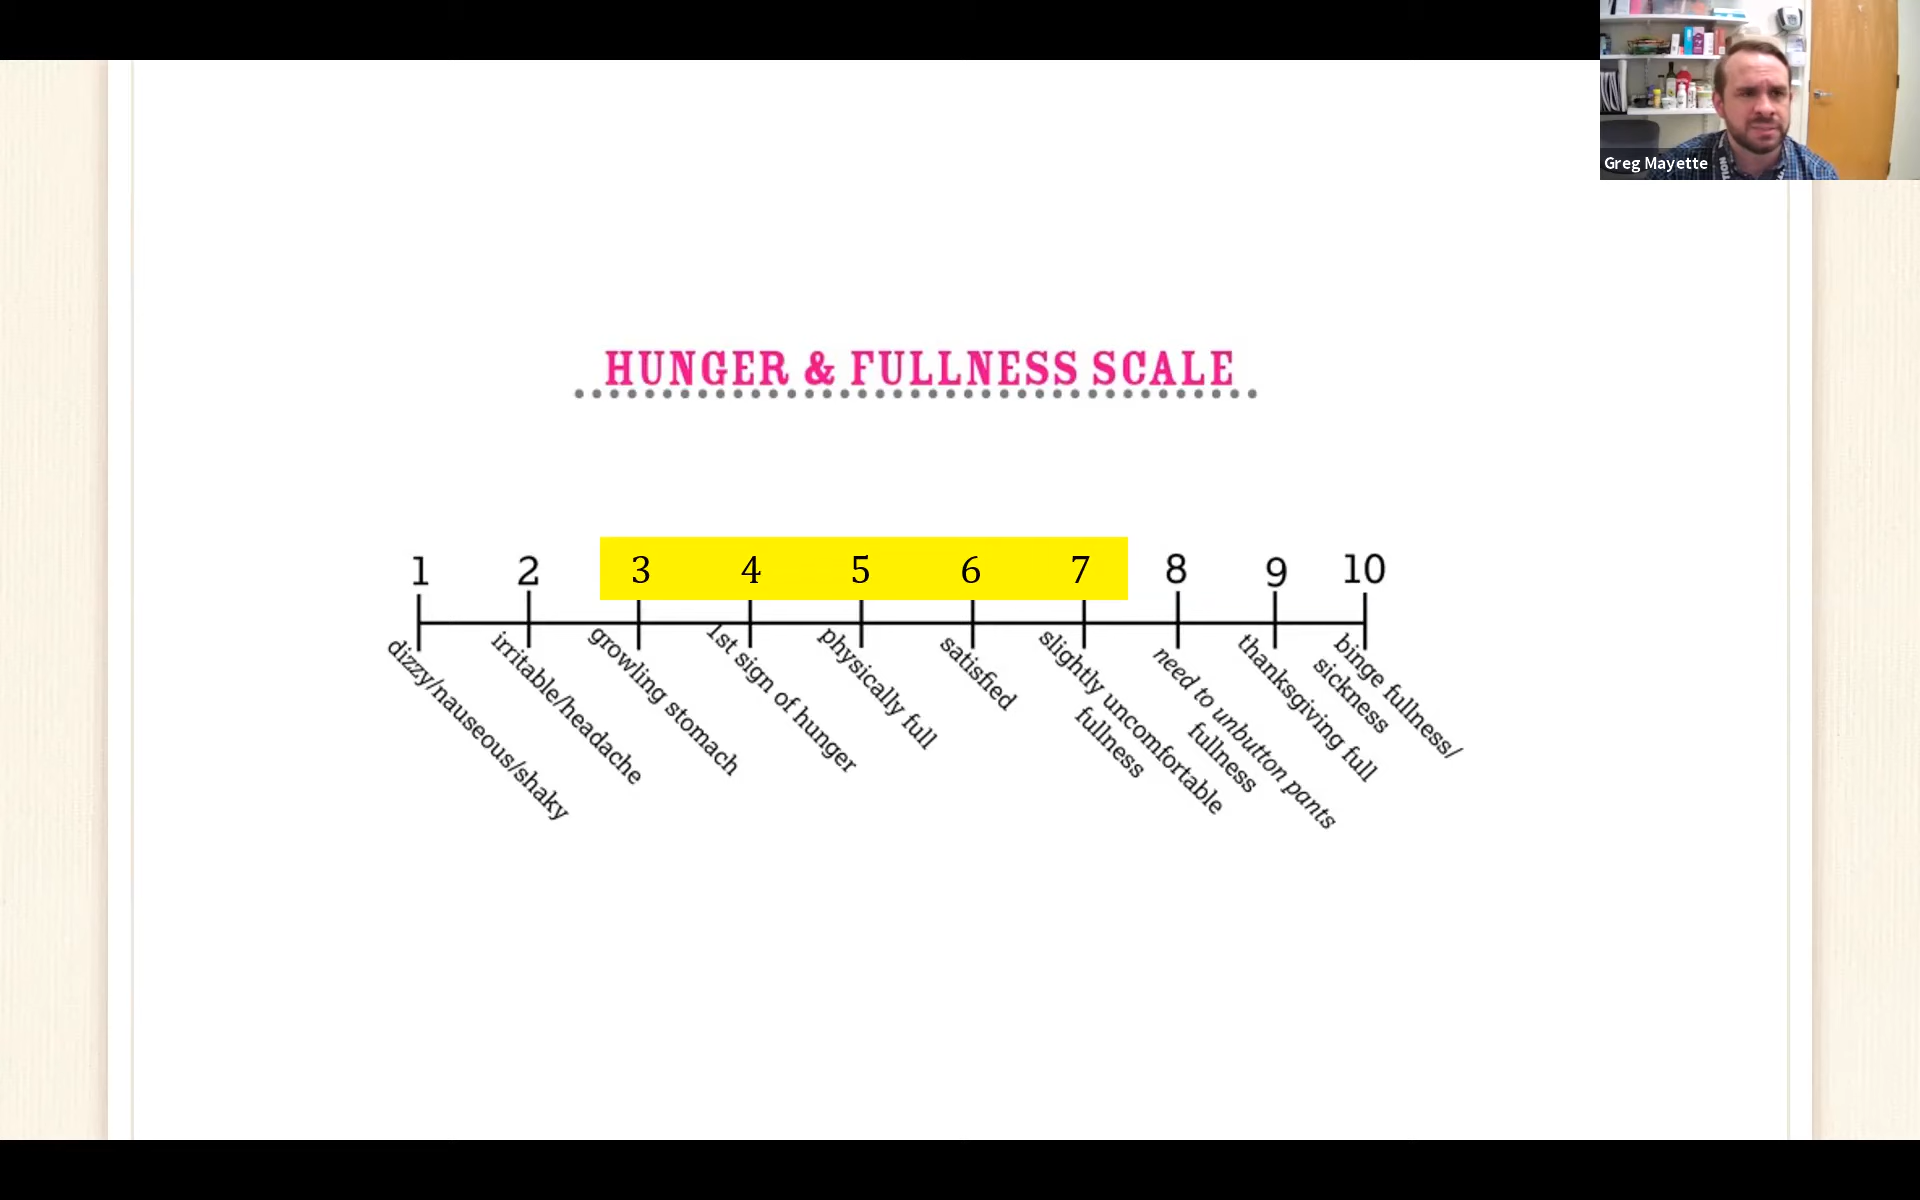 Greg Mayette
HUNGER & FULLNESS SCALE
1 2 3 4 5 6 7 8 9 10
dizzy/nauseous/shaky
irritable/headache
growling stomach
1st sign of hunger
physically full
satisfied
slightly uncomfortable
fullness
need to unbutton pants
fullness
thanksgiving full
binge fullness/
sickness